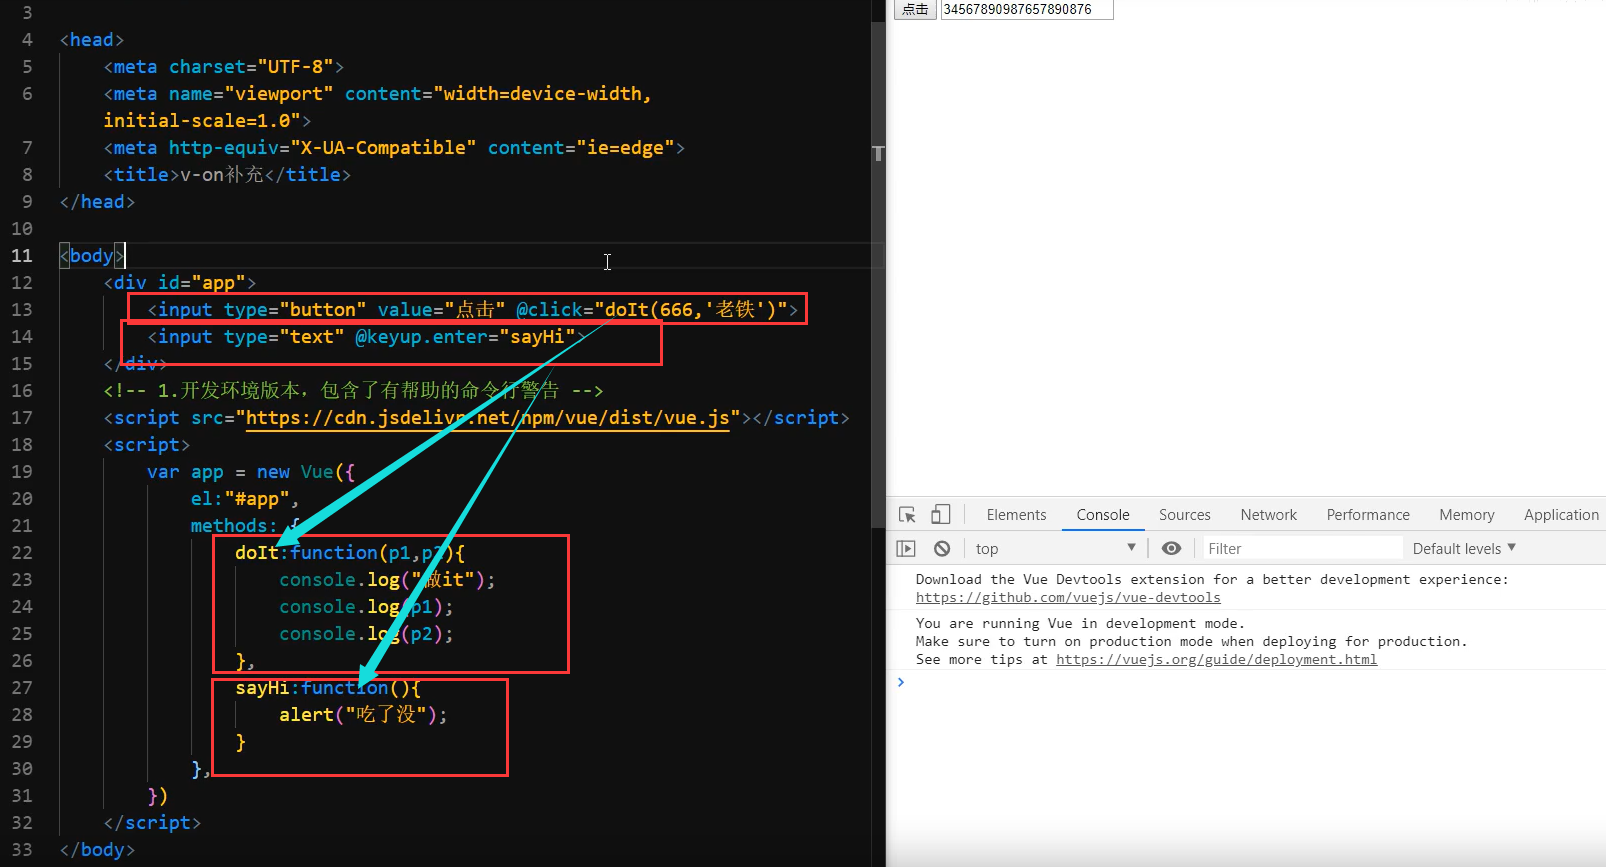 3
4 <head>
5 <meta charset="UTF-8">
6 <meta name="viewport" content="width=device-width,
initial-scale=1.0">
7 <meta http-equiv="X-UA-Compatible" content="ie=edge">
8 <title>v-on补充</title>
9 </head>
10
11 <body>
12 <div id="app">
13 <input type="button" value="点击" @click="doIt(666,'老铁')">
14 <input type="text" @keyup.enter="sayHi">
15 </div>
16 <!-- 1.开发环境版本，包含了有帮助的命令行警告 -->
17 <script src="https://cdn.jsdelivr.net/npm/vue/dist/vue.js"></script>
18 <script>
19 var app = new Vue({
20 el:"#app",
21 methods: {
22 doIt:function(p1,p2){
23 console.log("做it");
24 console.log(p1);
25 console.log(p2);
26 },
27 sayHi:function(){
28 alert("吃了没");
29 }
30 },
31 })
32 </script>
33 </body>
点击 34567890987657890876
Elements Console Sources Network Performance Memory Application
top Filter Default levels
Download the Vue Devtools extension for a better development experience:
https://github.com/vuejs/vue-devtools
You are running Vue in development mode.
Make sure to turn on production mode when deploying for production.
See more tips at https://vuejs.org/guide/deployment.html